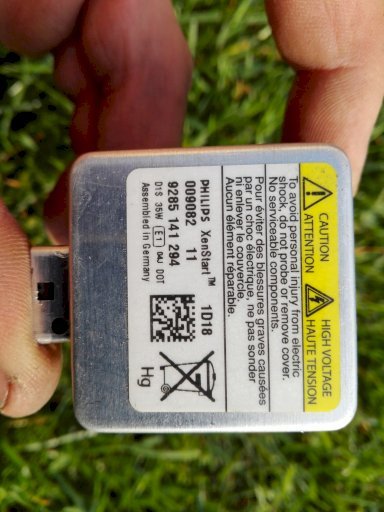 CAUTION
ATTENTION
HIGH VOLTAGE
HAUTE TENSION
To avoid personal injury from electric
shock, do not probe or remove cover.
No serviceable components.
Pour éviter des blessures graves causées
par un choc électrique, ne pas sonder
ni enlever le couvercle.
Aucun élément réparable.
PHILIPS XenStart™ 1D18
009082 11
9285 141 294
D1S 35W E1 DOT
Assembled in Germany
Hg